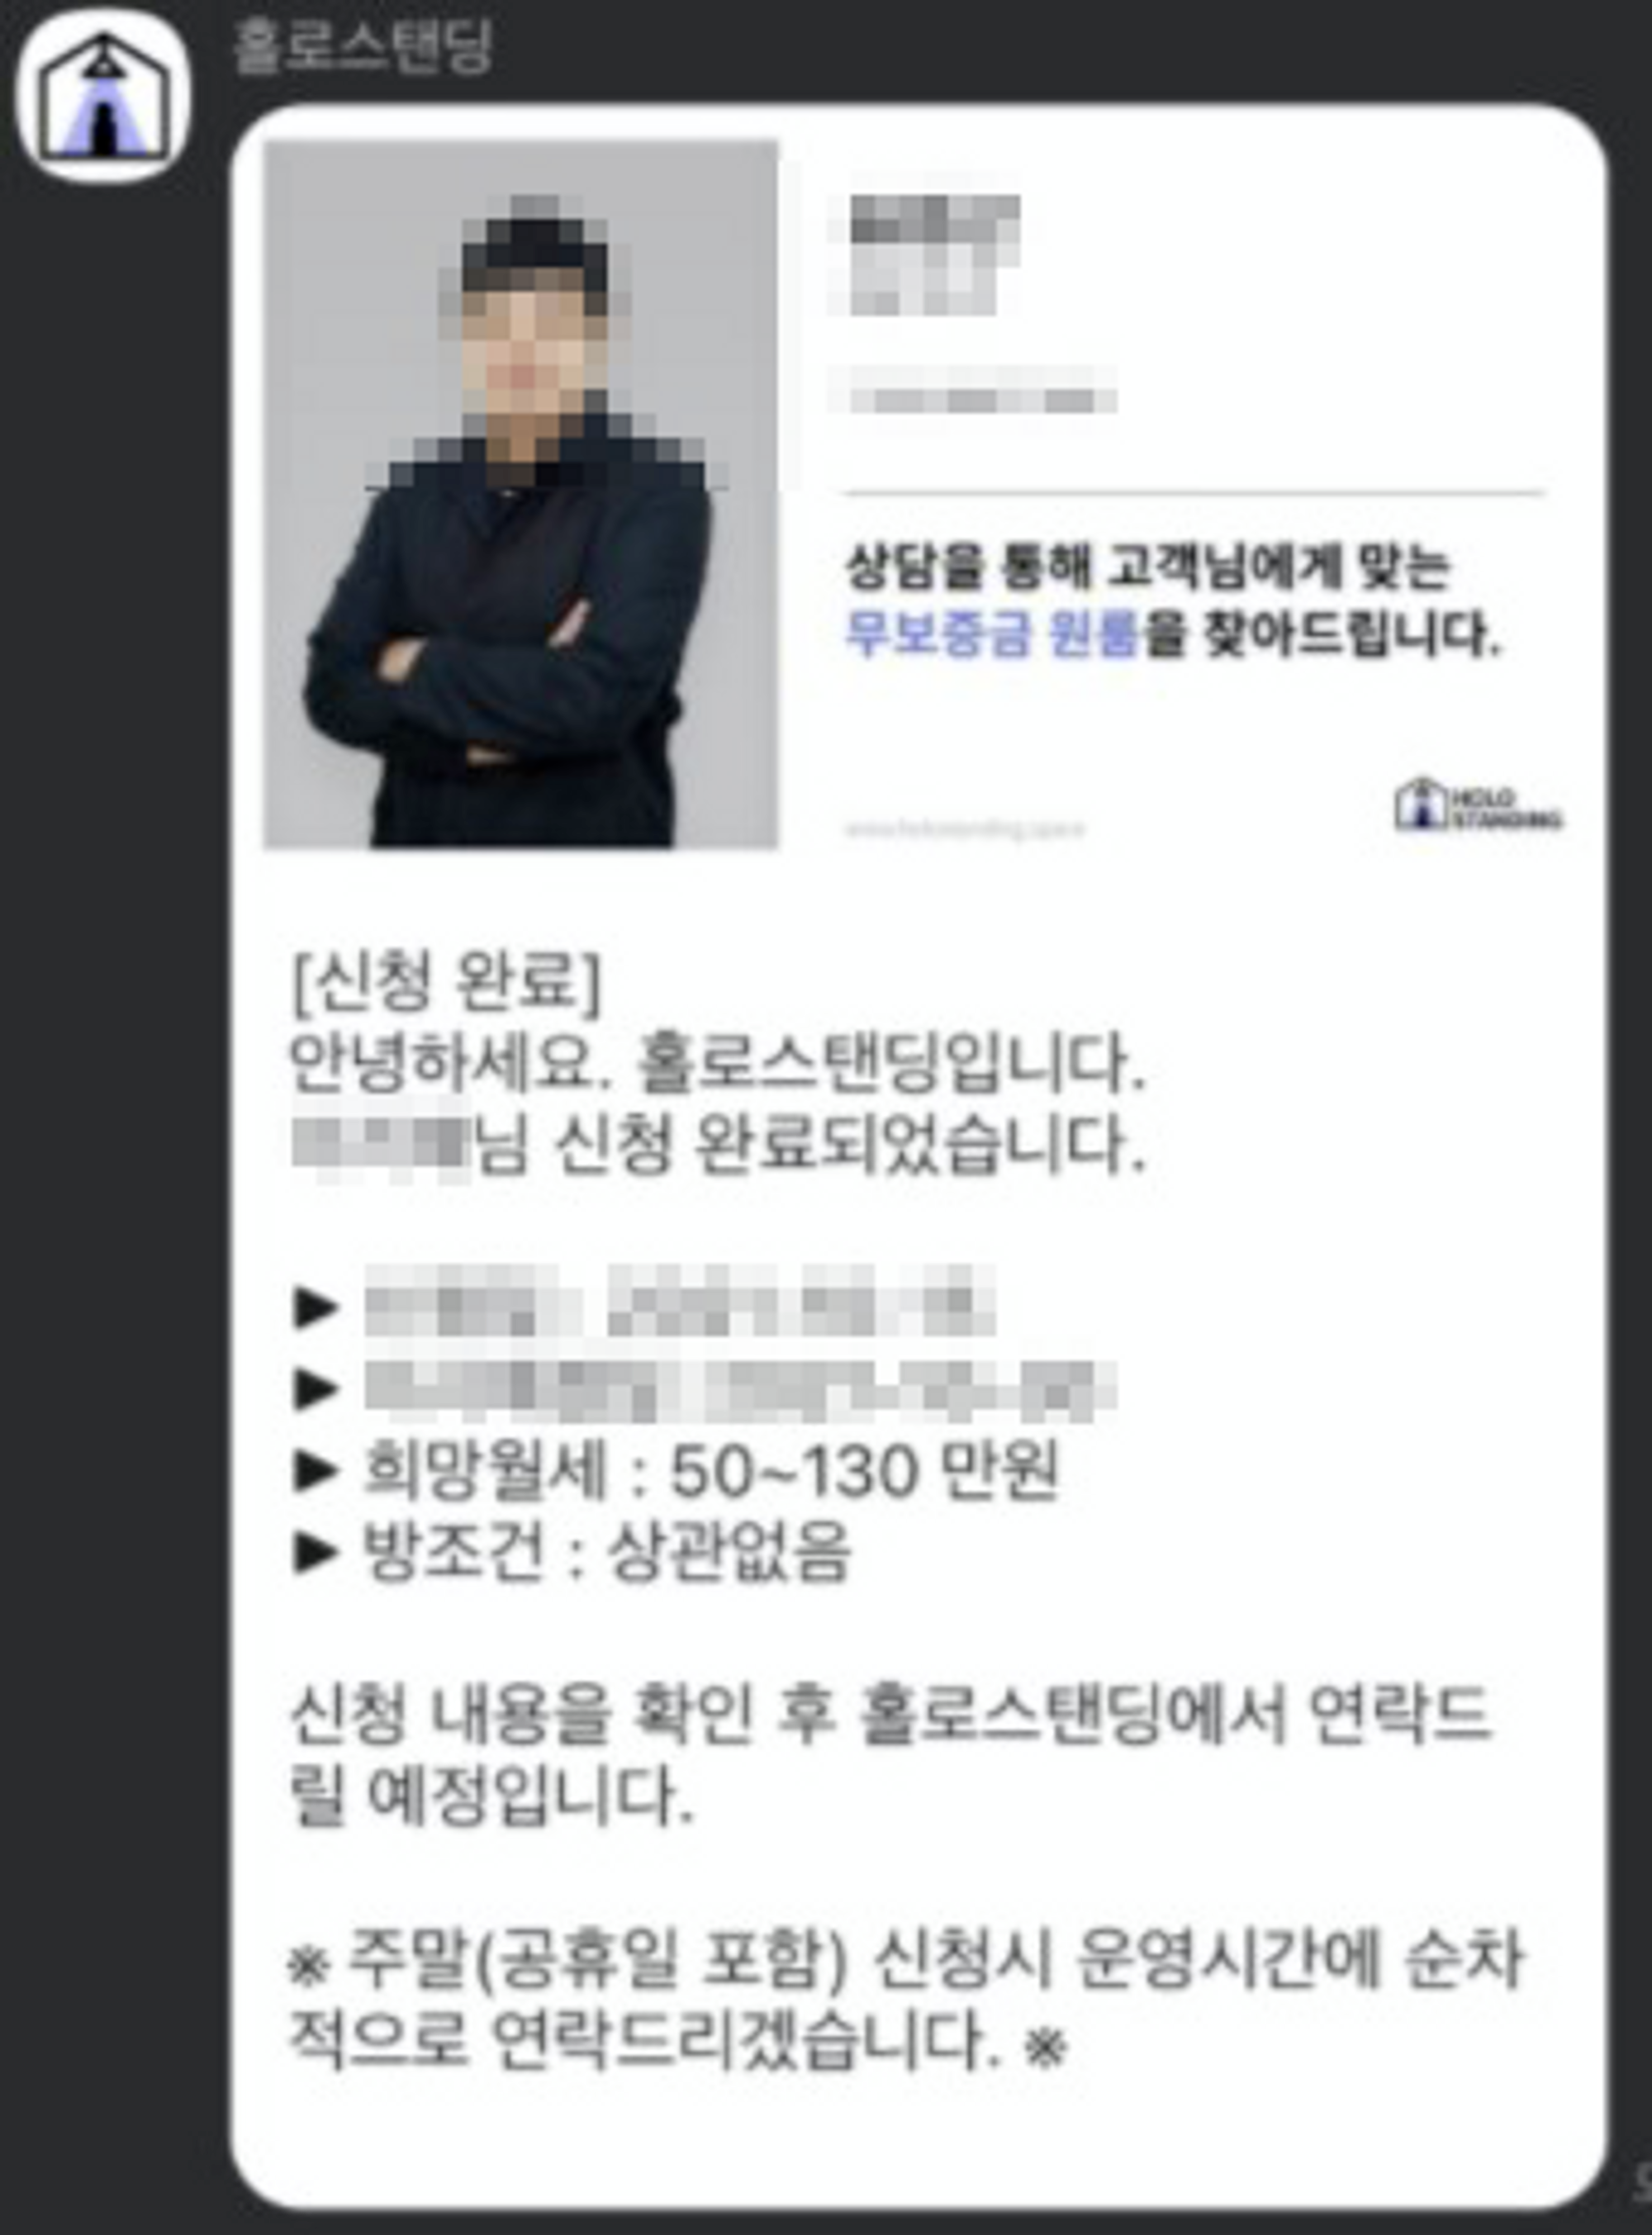 홀로스탠딩
상담을 통해 고객님에게 맞는
무보증금 원룸을 찾아드립니다.
HOLO
STANDING
[신청 완료]
안녕하세요. 홀로스탠딩입니다.
님 신청 완료되었습니다.
▶
▶
▶ 희망월세 : 50~130 만원
▶ 방조건 : 상관없음
신청 내용을 확인 후 홀로스탠딩에서 연락드
릴 예정입니다.
※ 주말(공휴일 포함) 신청시 운영시간에 순차
적으로 연락드리겠습니다. ※